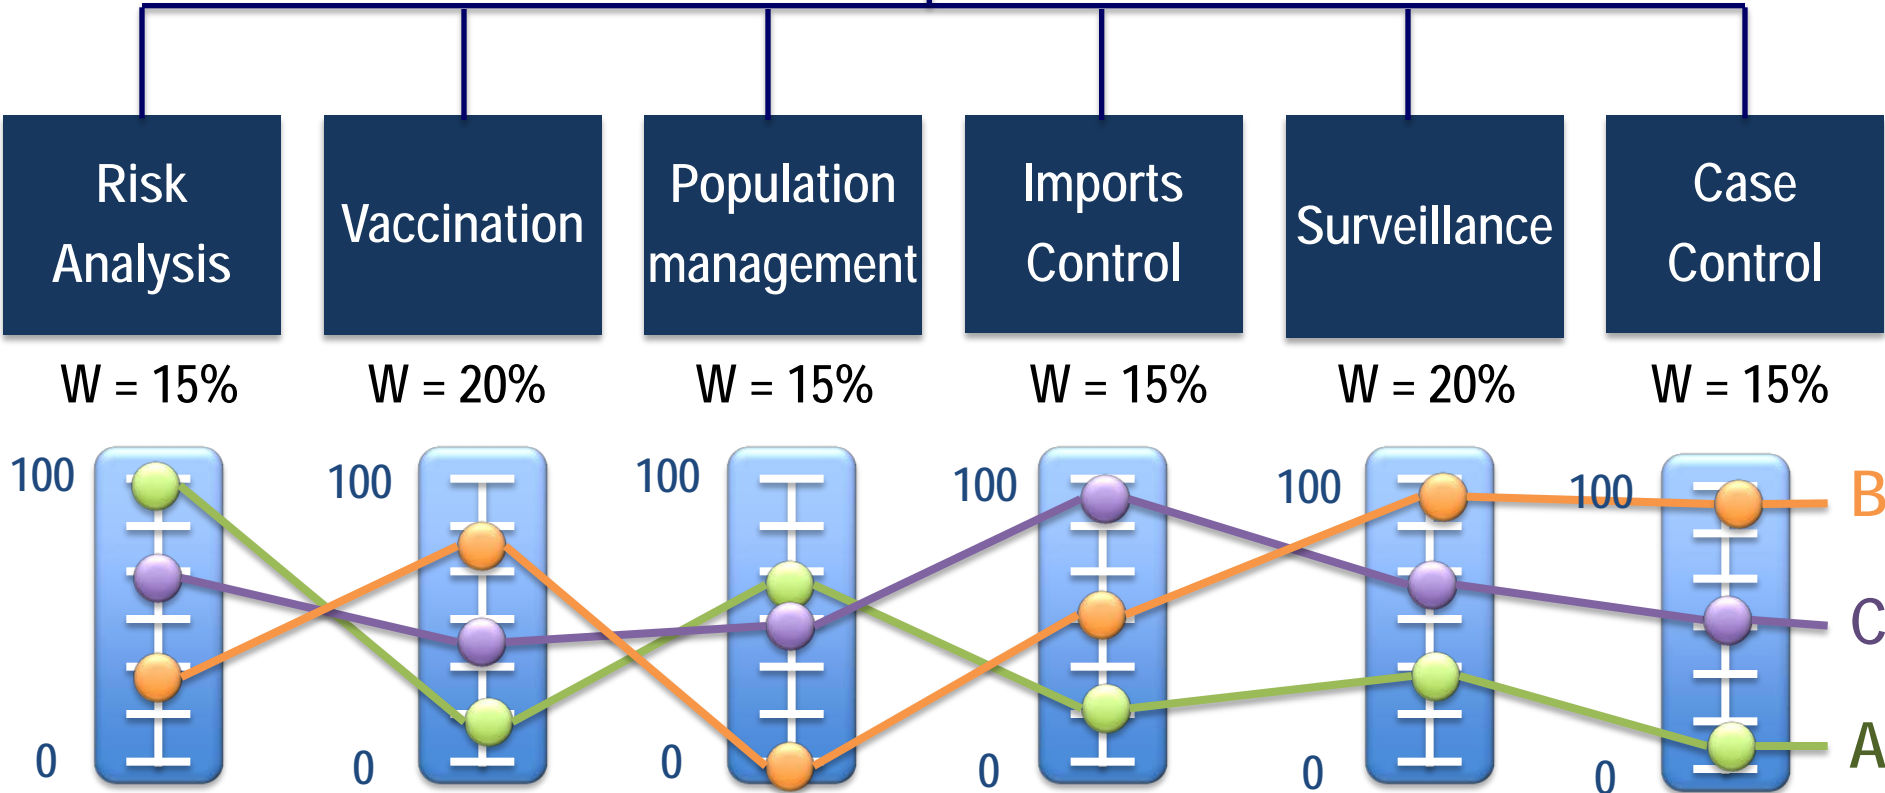 Risk
Analysis
Vaccination
Population
management
Imports
Control
Surveillance
Case
Control
W = 15%
W = 20%
W = 15%
W = 15%
W = 20%
W = 15%
100
100
100
100
100
100
B
C
A
0
0
0
0
0
0